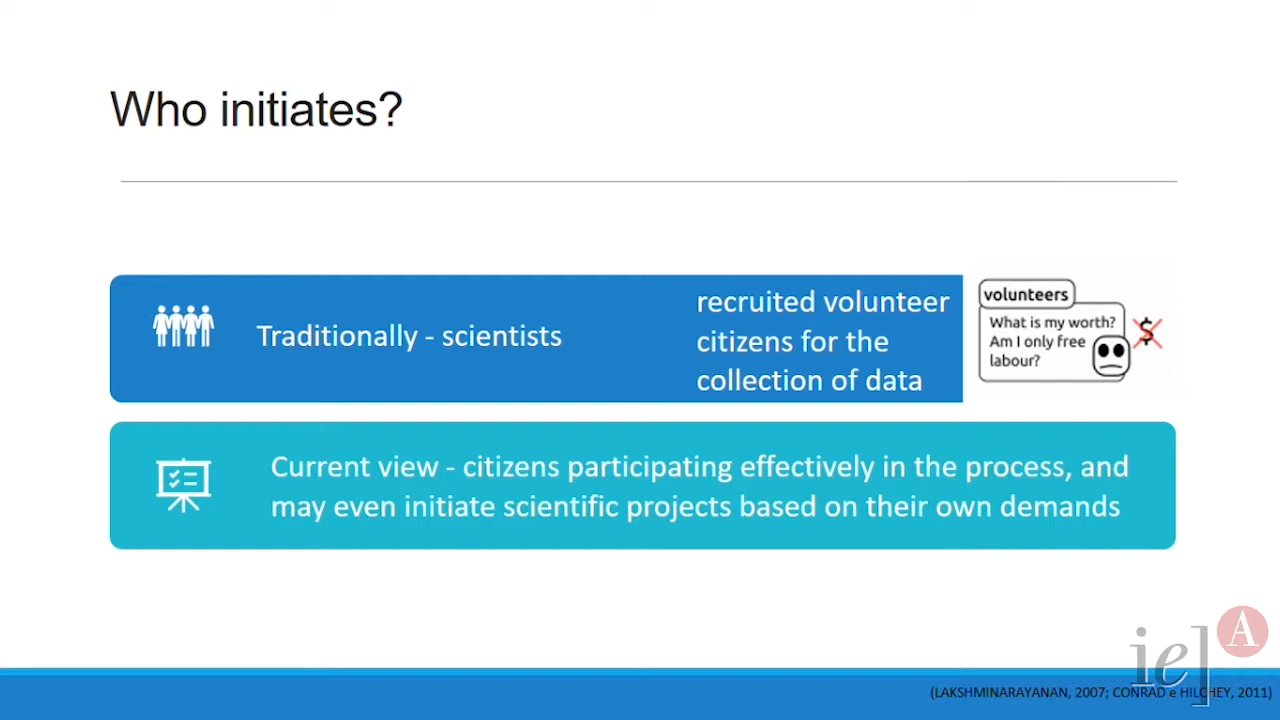 Who initiates?
Traditionally - scientists
recruited volunteer
citizens for the
collection of data
volunteers
What is my worth?
Am I only free
labour?
$
Current view - citizens participating effectively in the process, and
may even initiate scientific projects based on their own demands
ie]A
(LAKSHMINARAYANAN, 2007; CONRAD e HILCHEY, 2011)